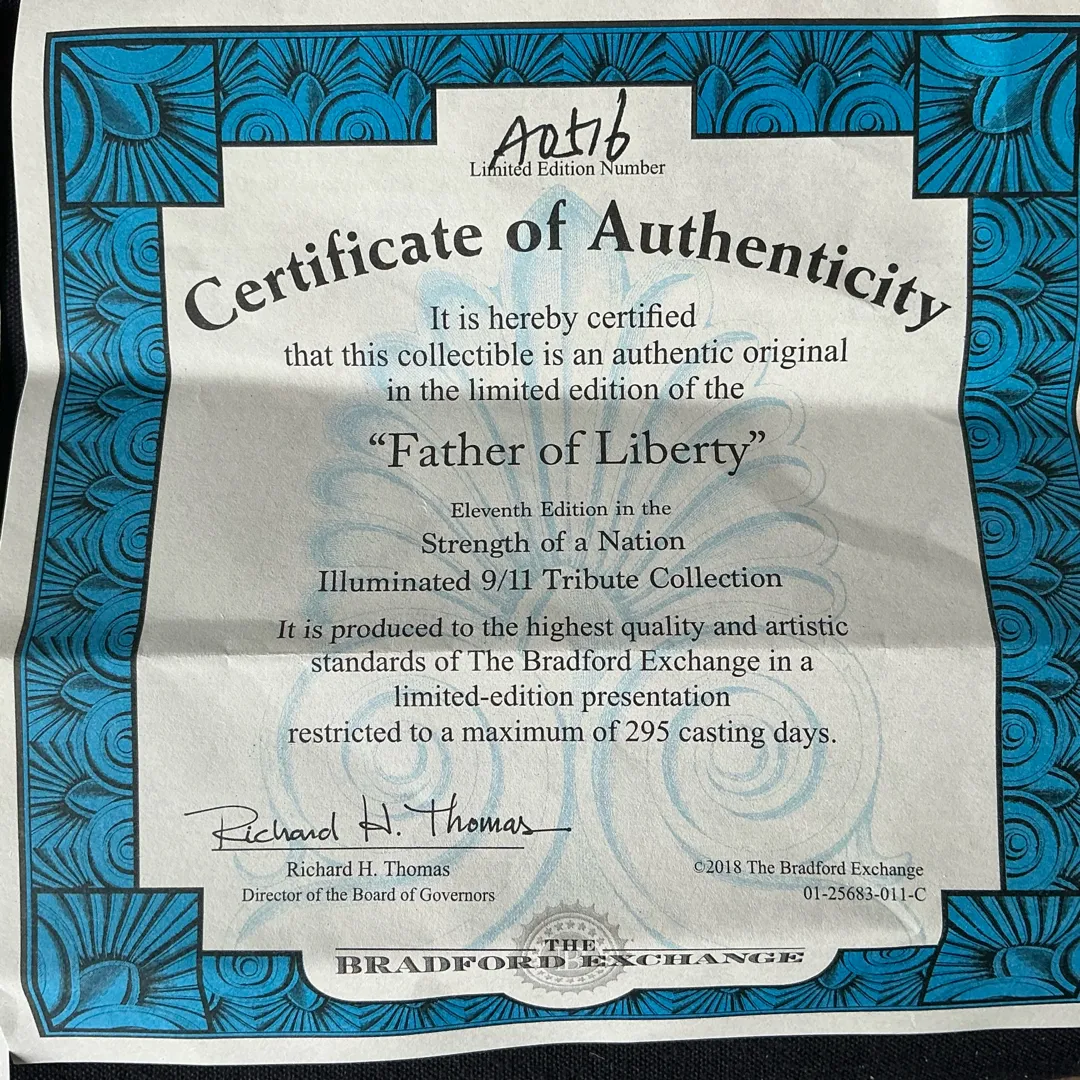 A0516
Limited Edition Number
Certificate of Authenticity
It is hereby certified
that this collectible is an authentic original
in the limited edition of the
“Father of Liberty”
Eleventh Edition in the
Strength of a Nation
Illuminated 9/11 Tribute Collection
It is produced to the highest quality and artistic
standards of The Bradford Exchange in a
limited-edition presentation
restricted to a maximum of 295 casting days.
Richard H. Thomas
Richard H. Thomas
Director of the Board of Governors
©2018 The Bradford Exchange
01-25683-011-C
THE
BRADFORD EXCHANGE